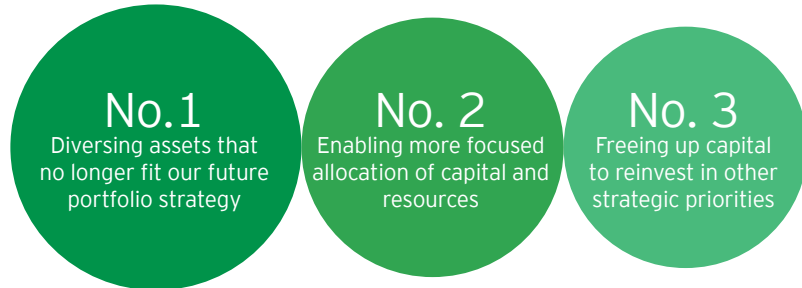 No.1
Diversing assets that
no longer fit our future
portfolio strategy
No. 2
Enabling more focused
allocation of capital and
resources
No. 3
Freeing up capital
to reinvest in other
strategic priorities